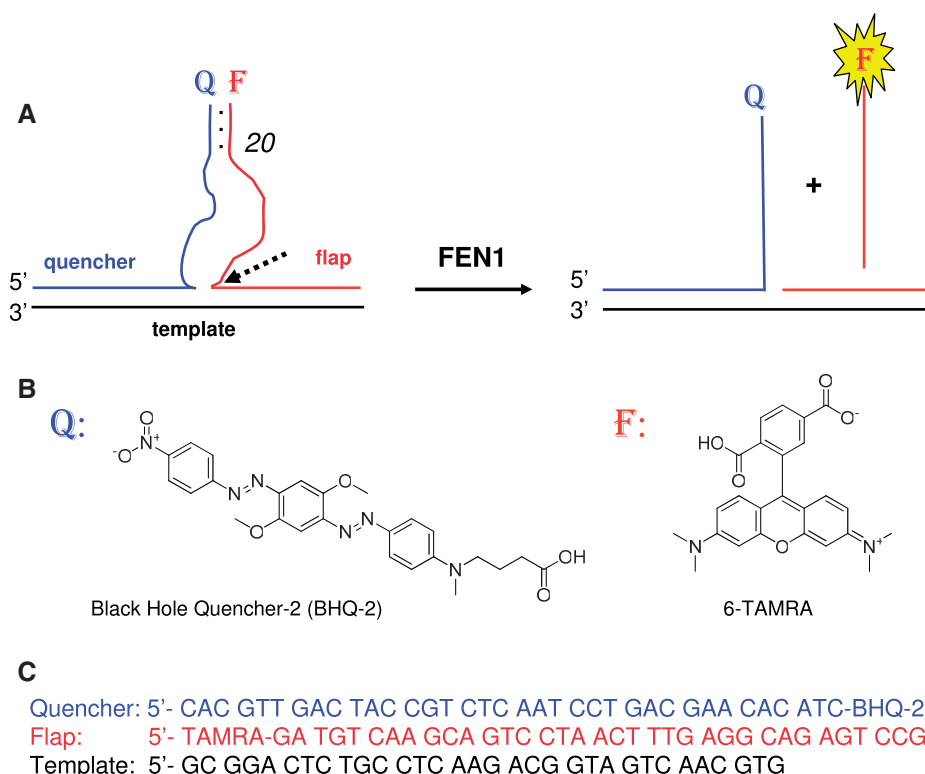 A
Q F
20
quencher
flap
5’
3’
template
FEN1
Q
F
+
5’
3’
B
Q:
F:
O
-O N+
N
N
O
O
N
N
N
OH
O
Black Hole Quencher-2 (BHQ-2)
O
O-
HO
O
N
O
N+
6-TAMRA
C
Quencher: 5’- CAC GTT GAC TAC CGT CTC AAT CCT GAC GAA CAC ATC-BHQ-2
Flap: 5’- TAMRA-GA TGT CAA GCA GTC CTA ACT TTG AGG CAG AGT CCG
Template: 5’- GC GGA CTC TGC CTC AAG ACG GTA GTC AAC GTG